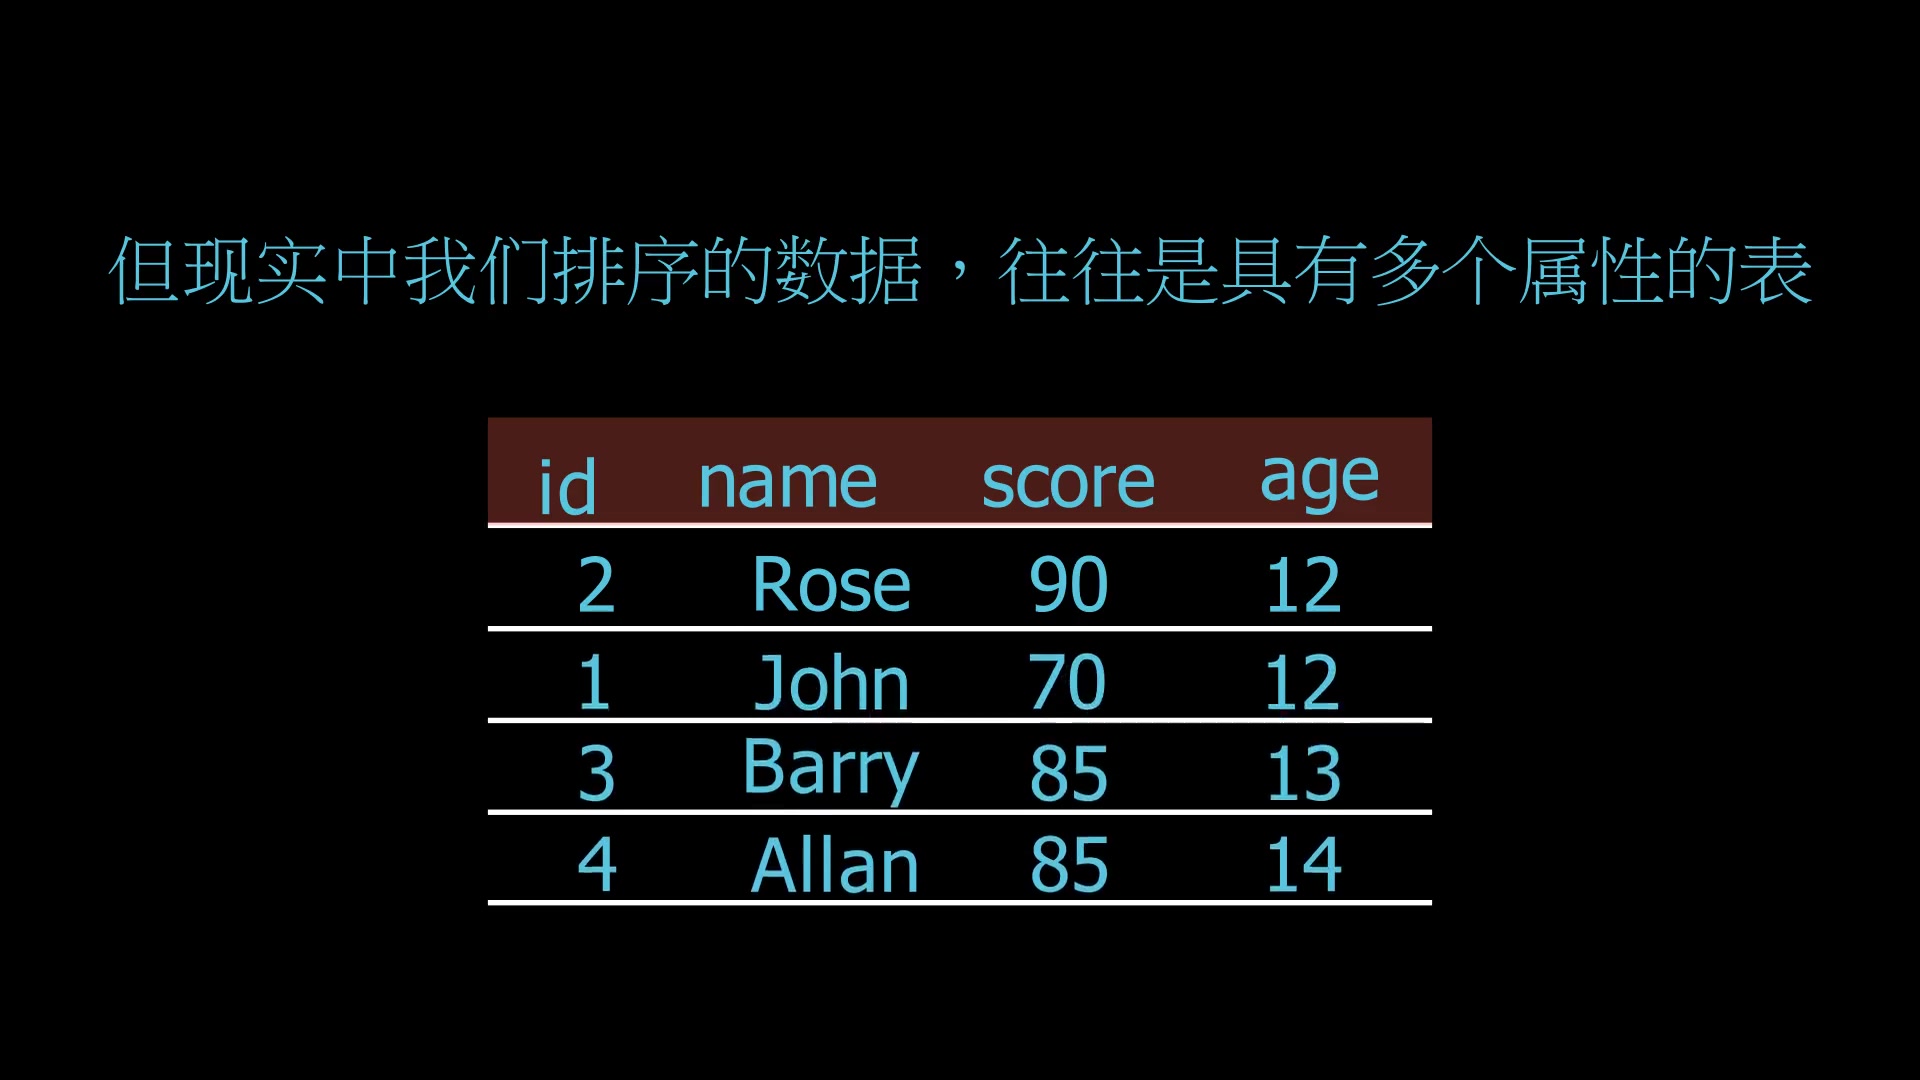 但现实中我们排序的数据，往往是具有多个属性的表
id name score age
2 Rose 90 12
1 John 70 12
3 Barry 85 13
4 Allan 85 14